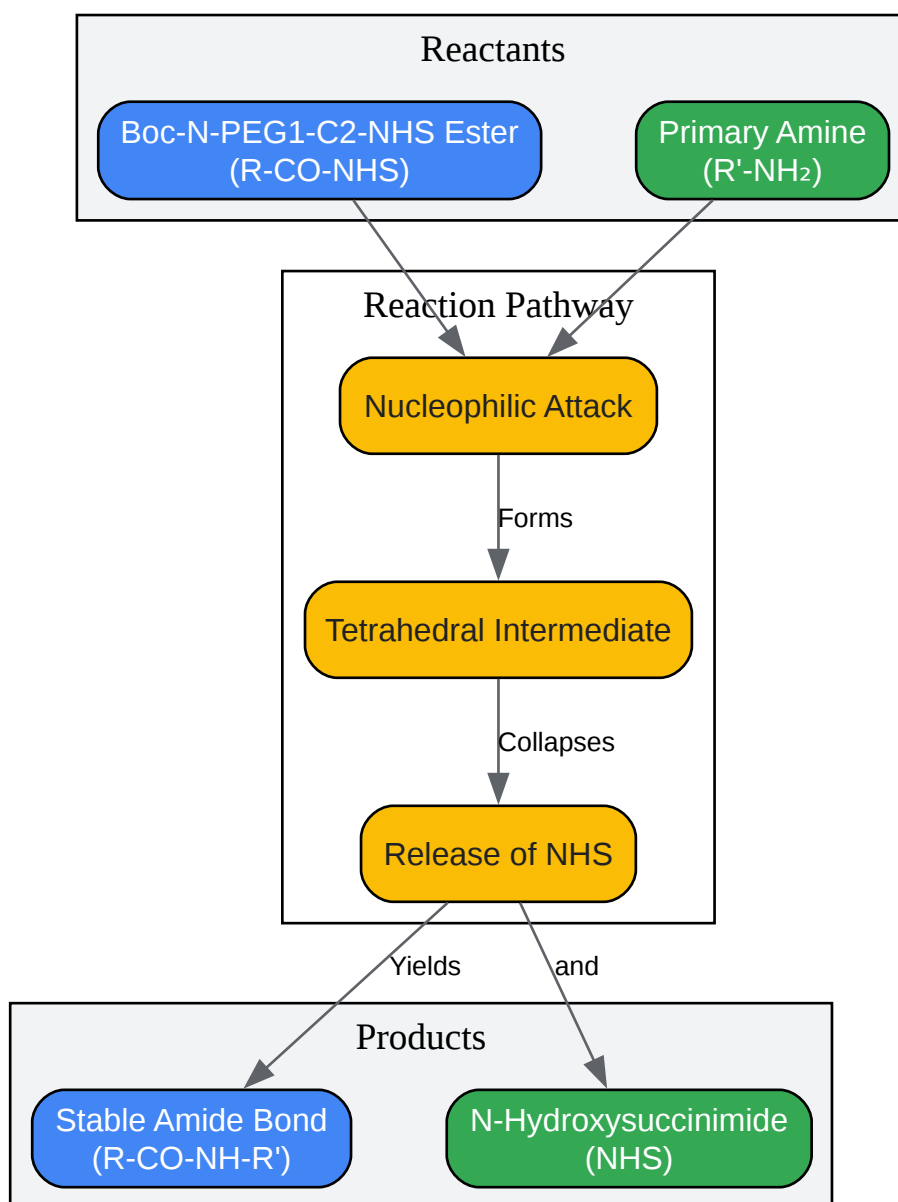 Reactants
Boc-N-PEG1-C2-NHS Ester
(R-CO-NHS)
Primary Amine
(R'-NH₂)
Reaction Pathway
Nucleophilic Attack
Forms
Tetrahedral Intermediate
Collapses
Release of NHS
Yields
and
Products
Stable Amide Bond
(R-CO-NH-R')
N-Hydroxysuccinimide
(NHS)